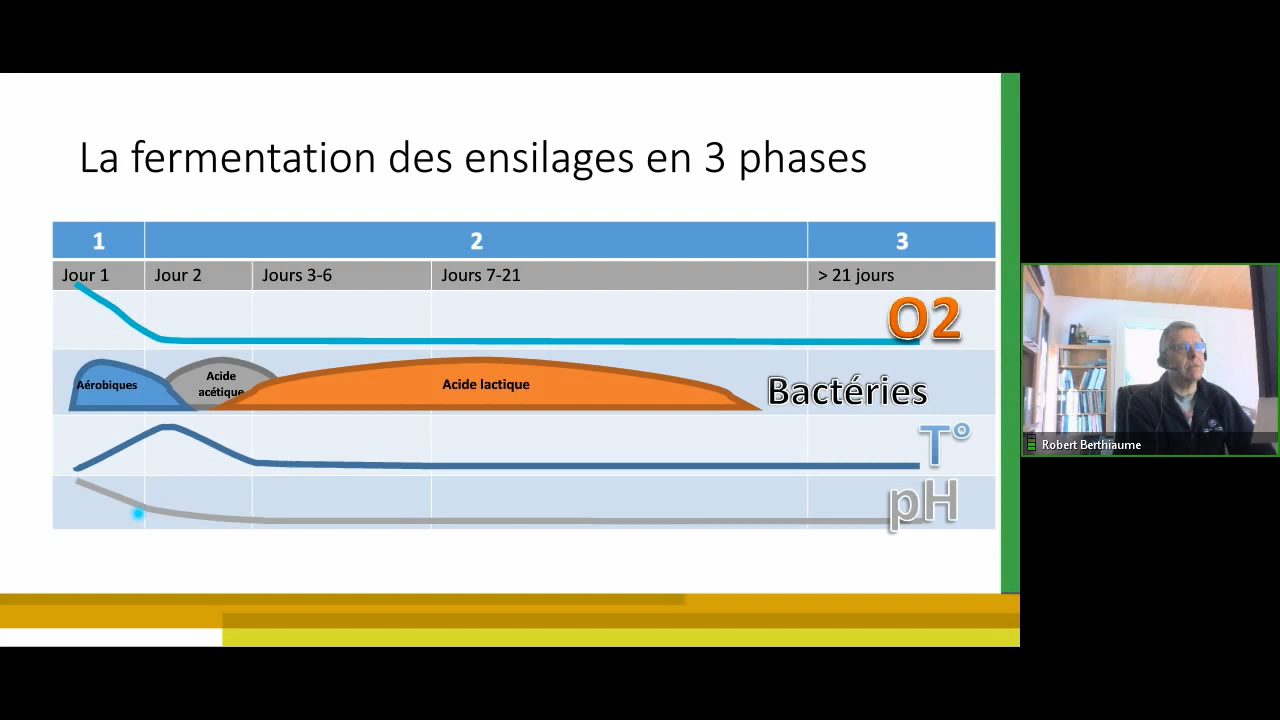 La fermentation des ensilages en 3 phases
1 2 3
Jour 1 Jour 2 Jours 3-6 Jours 7-21 > 21 jours
O2
Aérobiques
Acide
acétique
Acide lactique
Bactéries
T°
pH
Robert Berthiaume